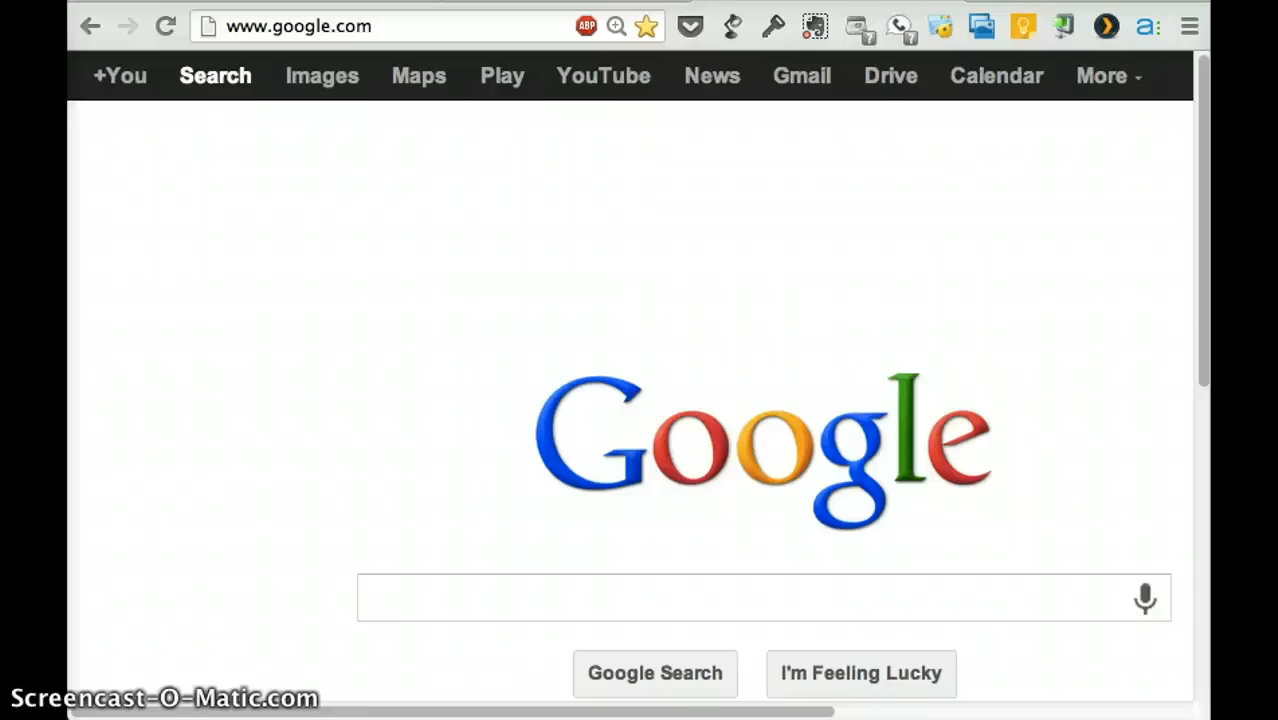 www.google.com
ABP
+You Search Images Maps Play YouTube News Gmail Drive Calendar More
Google
Google Search I'm Feeling Lucky
Screencast-O-Matic.com